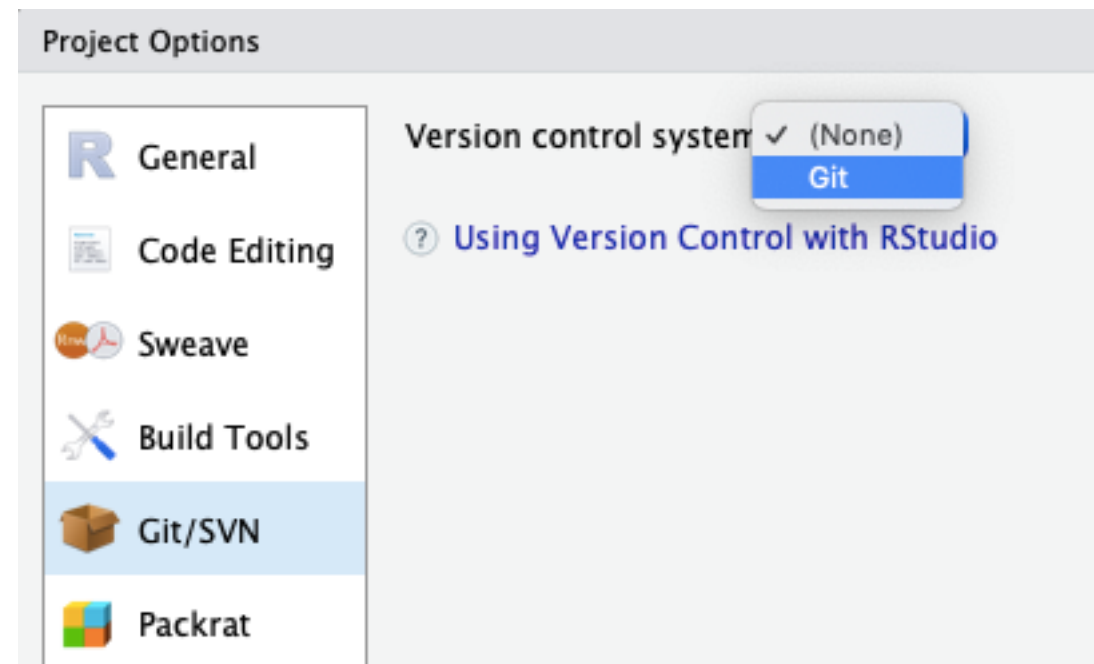 Project Options
General
Code Editing
Sweave
Build Tools
Git/SVN
Packrat
Version control system
✓ (None)
Git
? Using Version Control with RStudio